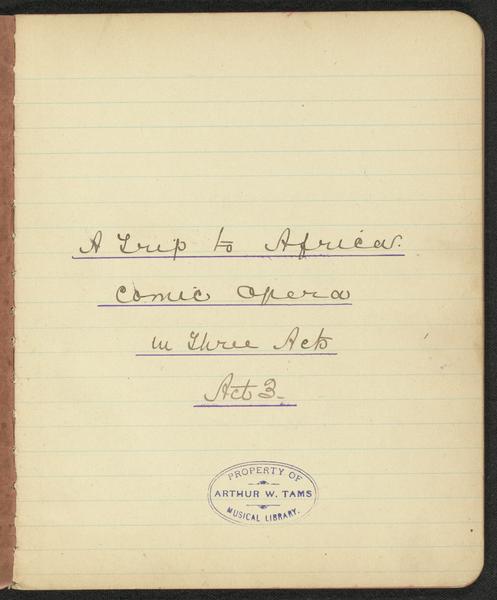 A Trip to Africa.
Comic Opera
in Three Acts
Act 3.
PROPERTY OF
ARTHUR W. TAMS
MUSICAL LIBRARY.